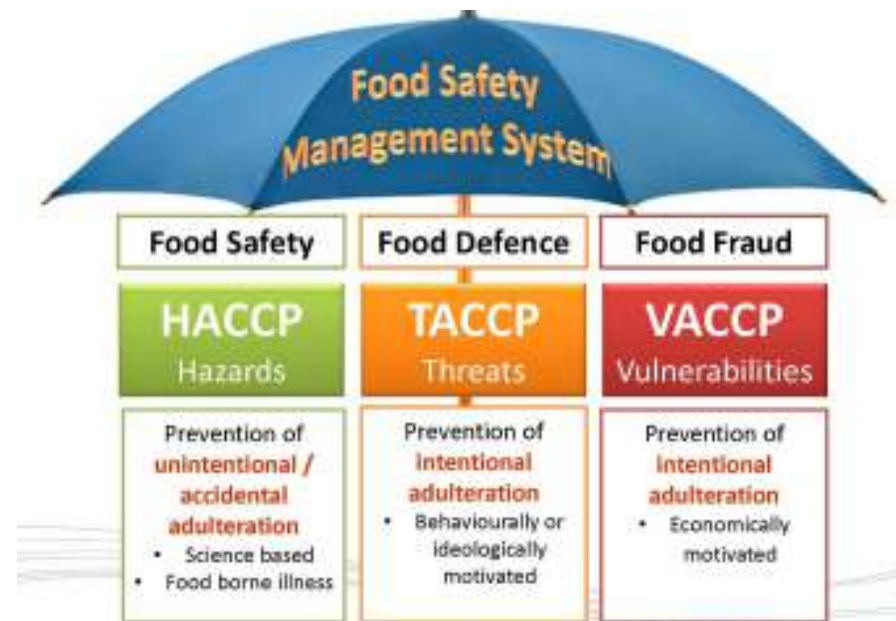 Food Safety
Management System
Food Safety
HACCP
Hazards
Prevention of
unintentional /
accidental
adulteration
• Science based
• Food borne illness
Food Defence
TACCP
Threats
Prevention of
intentional
adulteration
• Behaviourally or
ideologically
motivated
Food Fraud
VACCP
Vulnerabilities
Prevention of
intentional
adulteration
• Economically
motivated